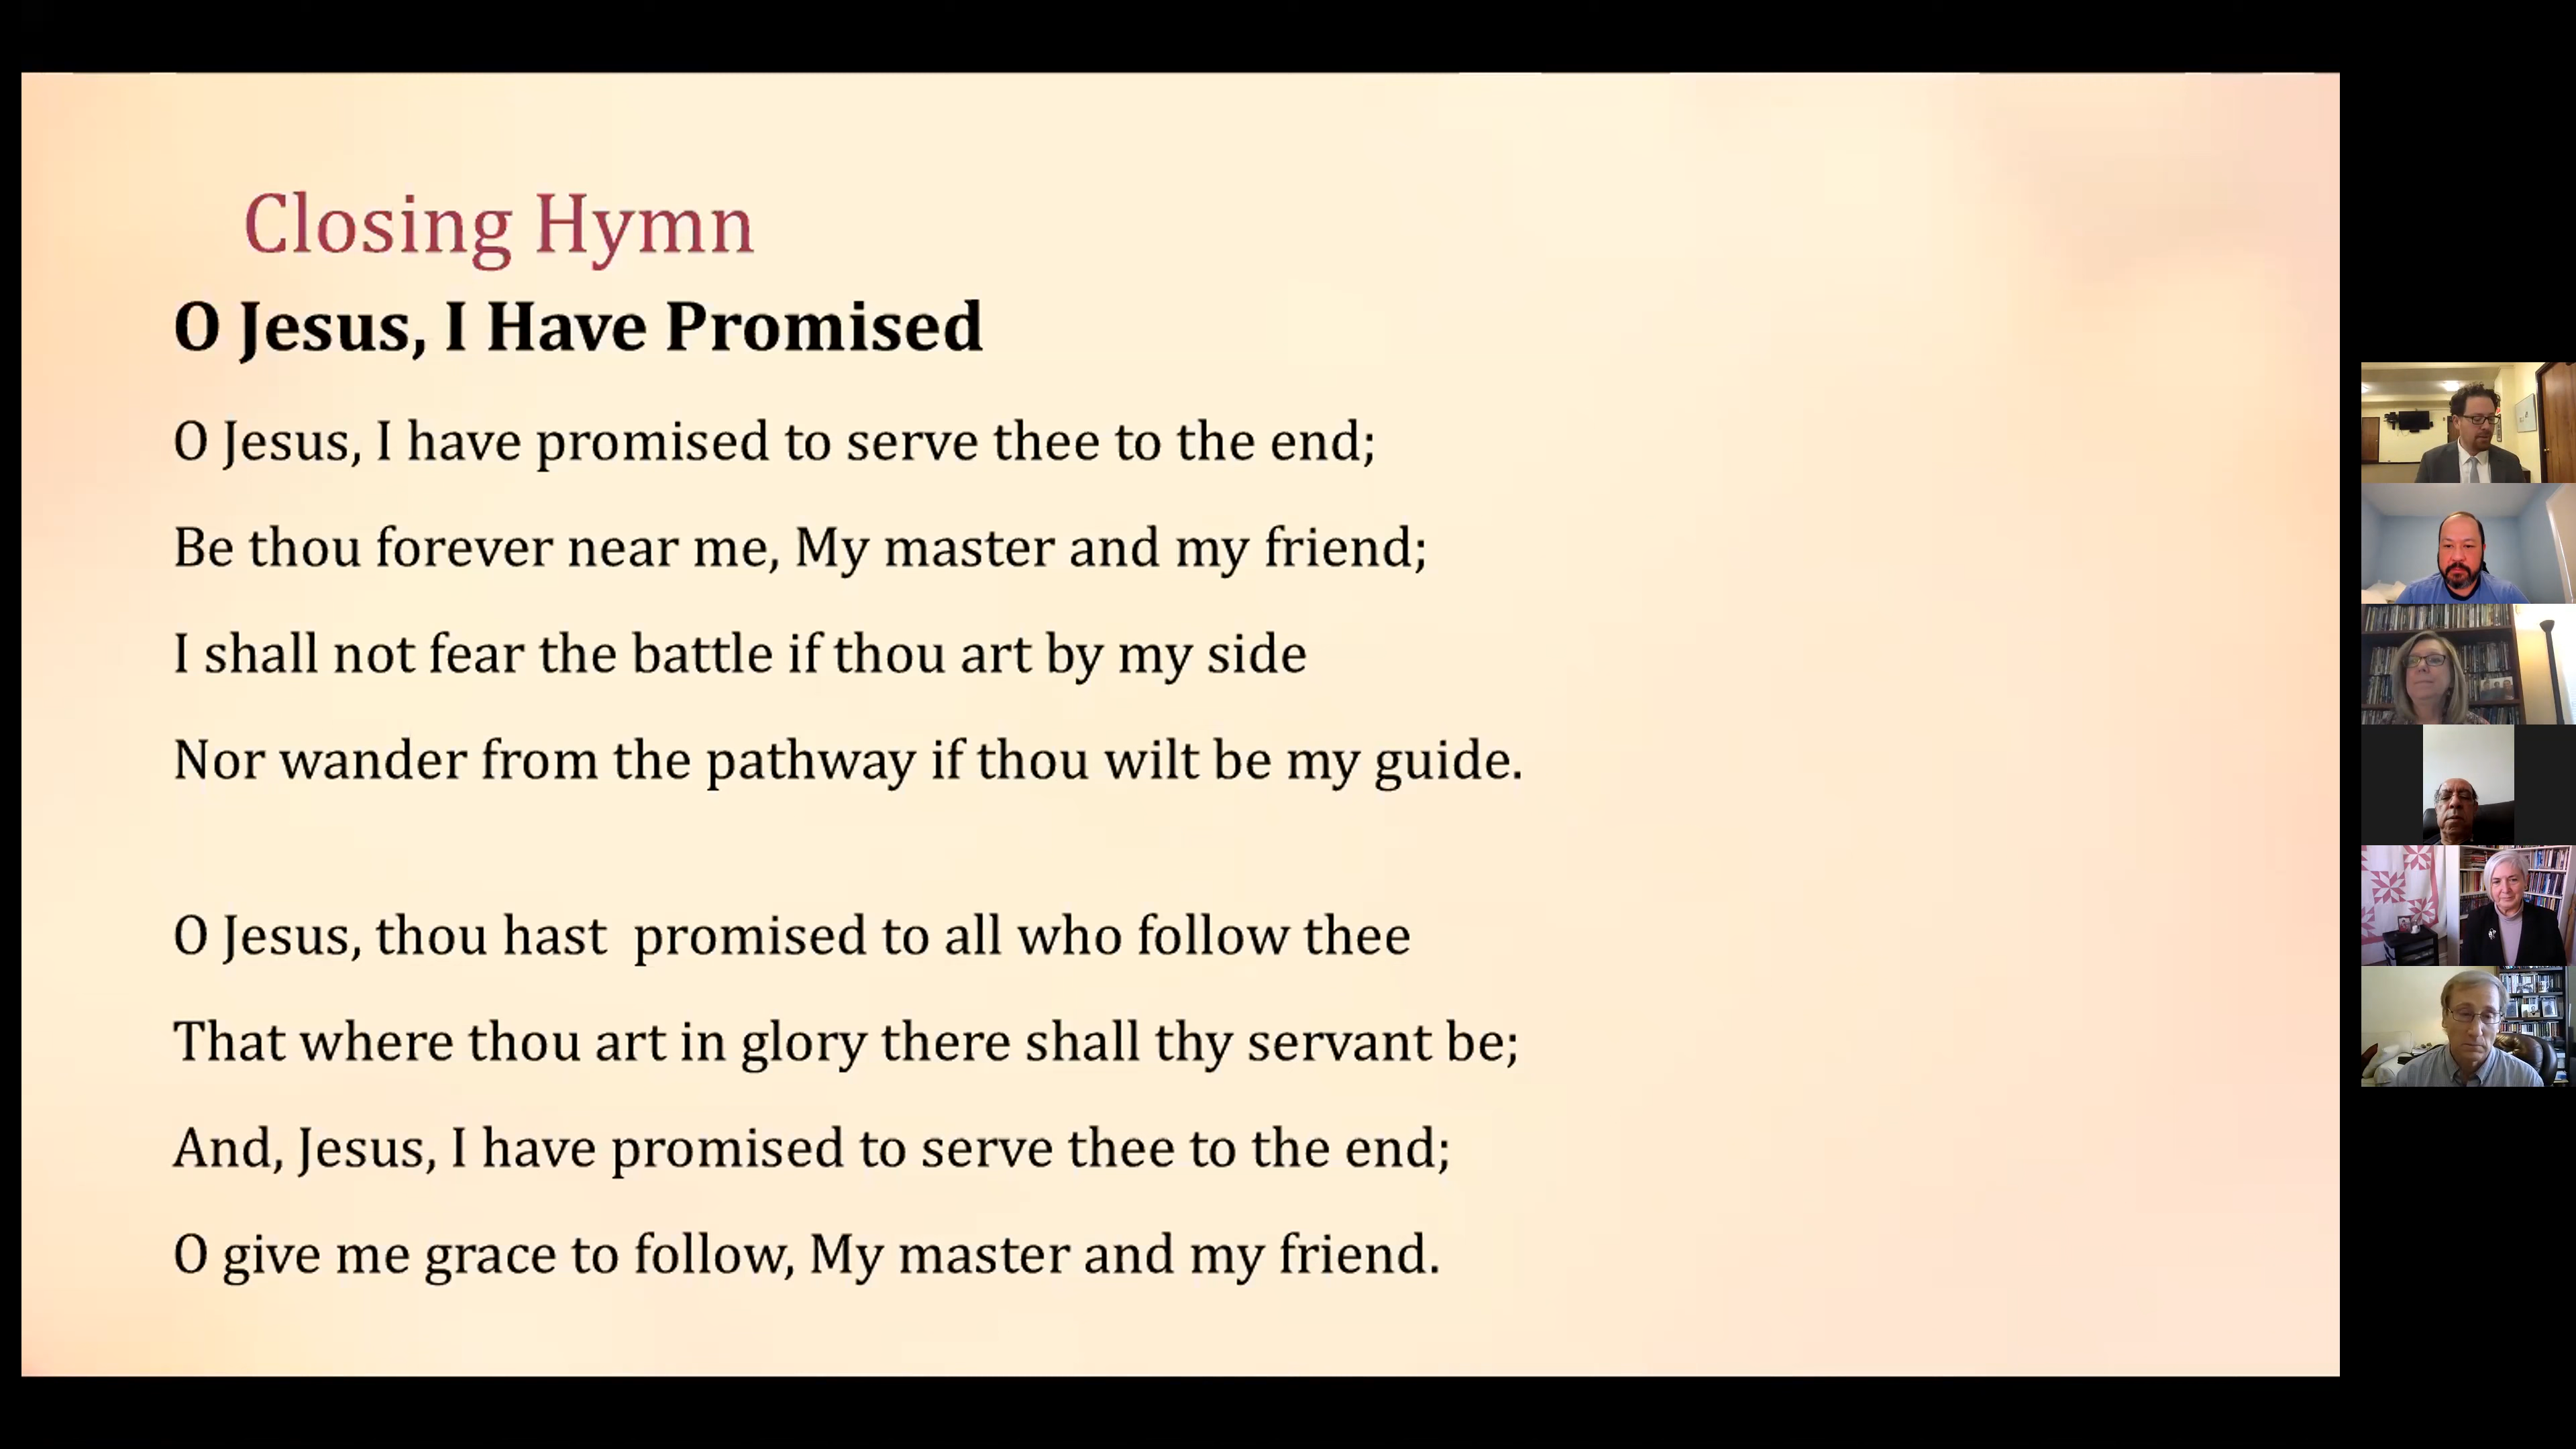 Closing Hymn
O Jesus, I Have Promised
O Jesus, I have promised to serve thee to the end;
Be thou forever near me, My master and my friend;
I shall not fear the battle if thou art by my side
Nor wander from the pathway if thou wilt be my guide.
O Jesus, thou hast  promised to all who follow thee
That where thou art in glory there shall thy servant be;
And, Jesus, I have promised to serve thee to the end;
O give me grace to follow, My master and my friend.